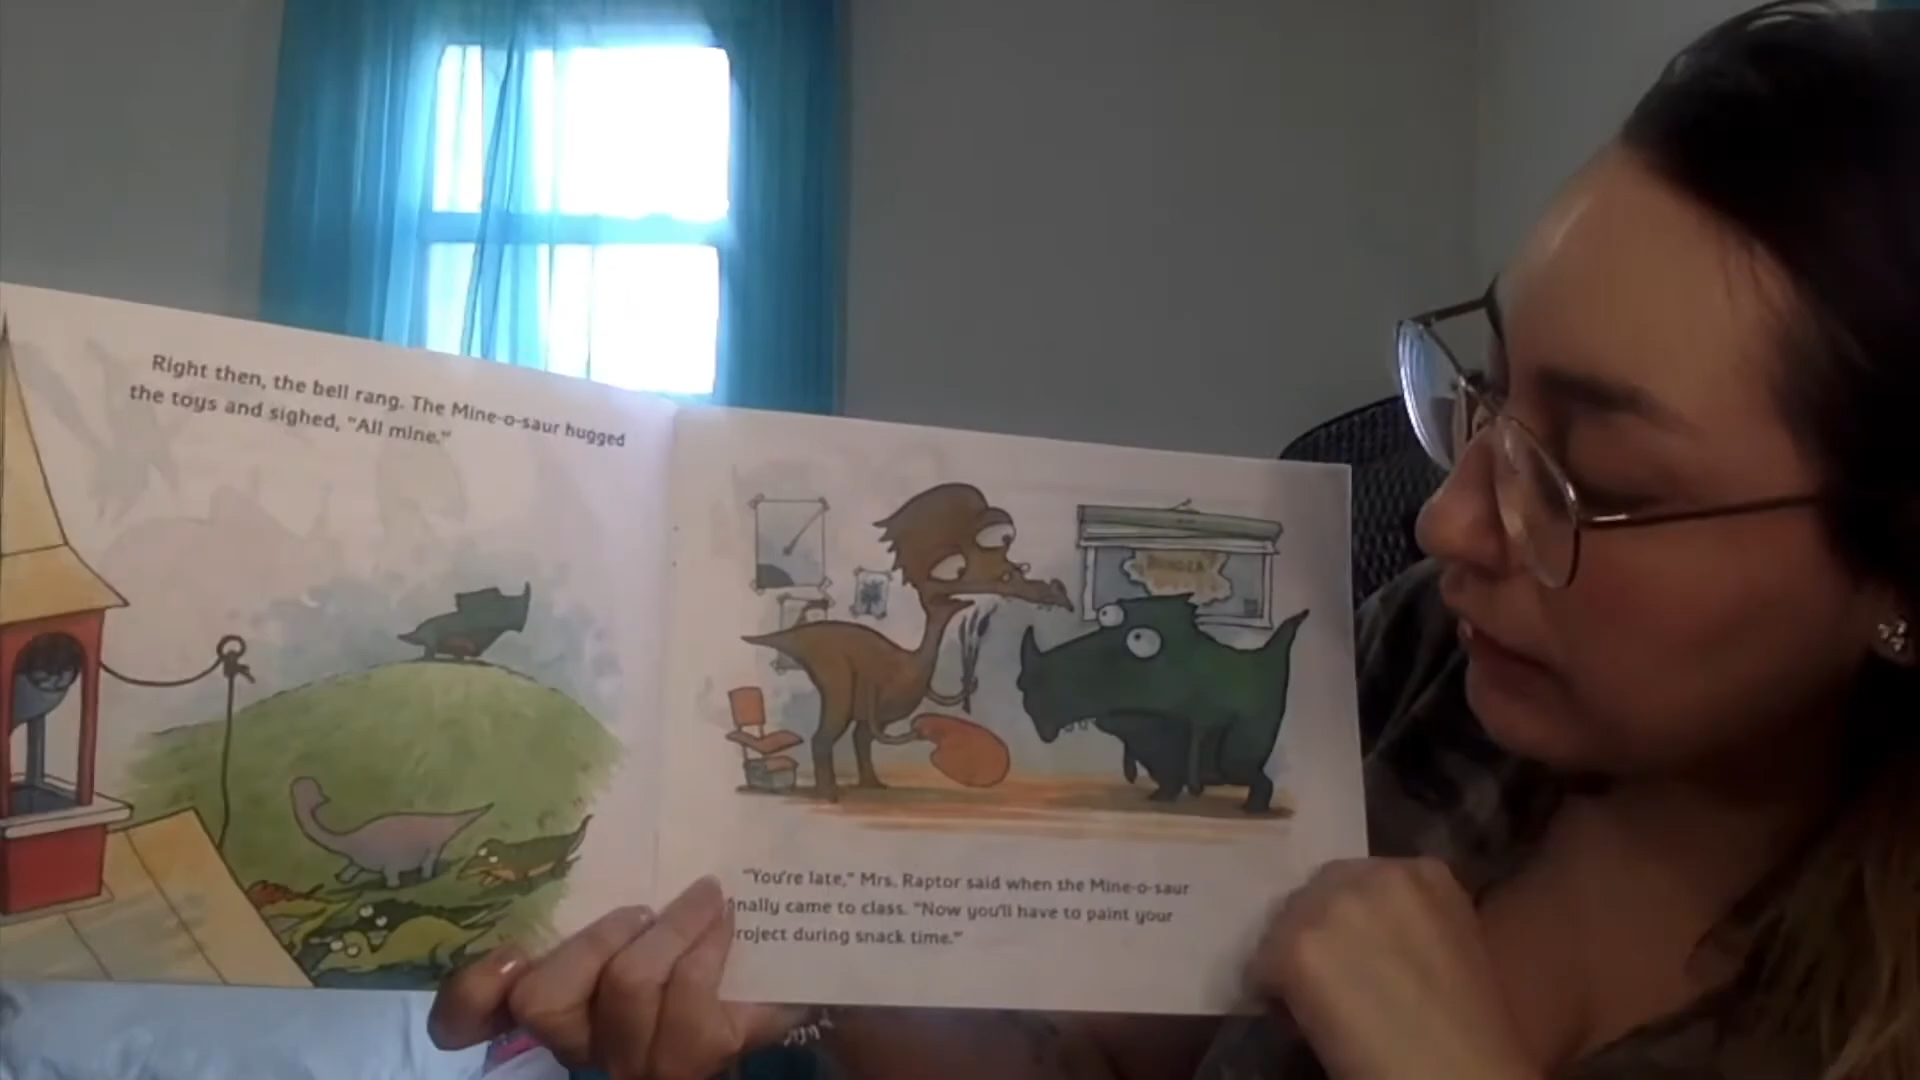 Right then, the bell rang. The Mine-o-saur hugged
the toys and sighed, "All mine."
"You're late," Mrs. Raptor said when the Mine-o-saur
inally came to class. "Now you'll have to paint your
roject during snack time."